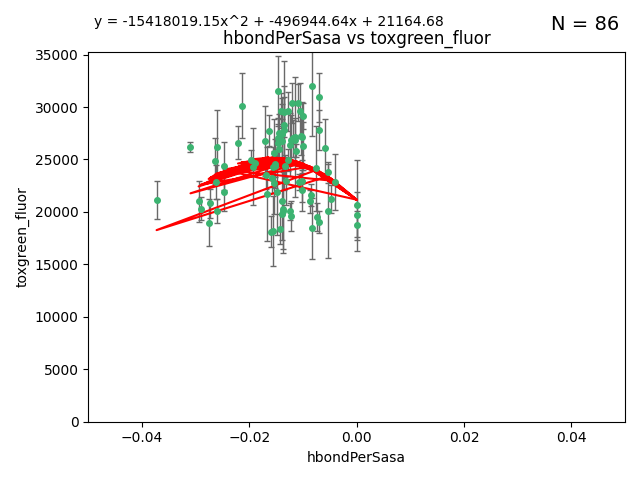 y = -15418019.15x^2 + -496944.64x + 21164.68
N = 86
hbondPerSasa vs toxgreen_fluor
35000
30000
25000
20000
15000
10000
5000
0
toxgreen_fluor
−0.04
−0.02
0.00
0.02
0.04
hbondPerSasa